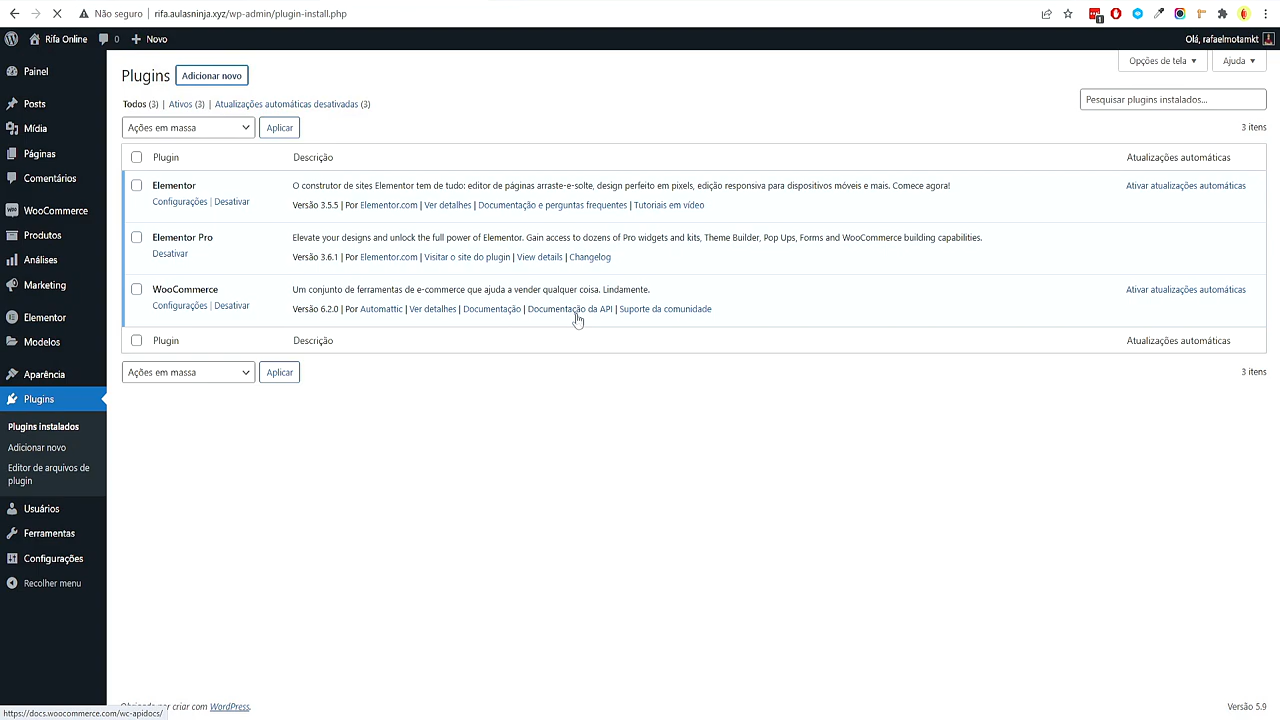 Não seguro | rifa.aulasninja.xyz/wp-admin/plugin-install.php
1
Rifa Online 0 Novo Olá, rafaelmotamkt
Painel
Posts
Mídia
Páginas
Comentários
WooCommerce
Produtos
Análises
Marketing
Elementor
Modelos
Aparência
Plugins
Plugins instalados
Adicionar novo
Editor de arquivos de
plugin
Usuários
Ferramentas
Configurações
Recolher menu
Opções de tela ▼ Ajuda ▼
Plugins Adicionar novo
Todos (3) | Ativos (3) | Atualizações automáticas desativadas (3)
Pesquisar plugins instalados...
Ações em massa Aplicar 3 itens
Plugin Descrição Atualizações automáticas
Elementor O construtor de sites Elementor tem de tudo: editor de páginas arraste-e-solte, design perfeito em pixels, edição responsiva para dispositivos móveis e mais. Comece agora! Ativar atualizações automáticas
Configurações | Desativar Versão 3.5.5 | Por Elementor.com | Ver detalhes | Documentação e perguntas frequentes | Tutoriais em vídeo
Elementor Pro Elevate your designs and unlock the full power of Elementor. Gain access to dozens of Pro widgets and kits, Theme Builder, Pop Ups, Forms and WooCommerce building capabilities.
Desativar Versão 3.6.1 | Por Elementor.com | Visitar o site do plugin | View details | Changelog
WooCommerce Um conjunto de ferramentas de e-commerce que ajuda a vender qualquer coisa. Lindamente. Ativar atualizações automáticas
Configurações | Desativar Versão 6.2.0 | Por Automattic | Ver detalhes | Documentação | Documentação da API | Suporte da comunidade
Plugin Descrição Atualizações automáticas
Ações em massa Aplicar 3 itens
por criar com WordPress. Versão 5.9
https://docs.woocommerce.com/wc-apidocs/